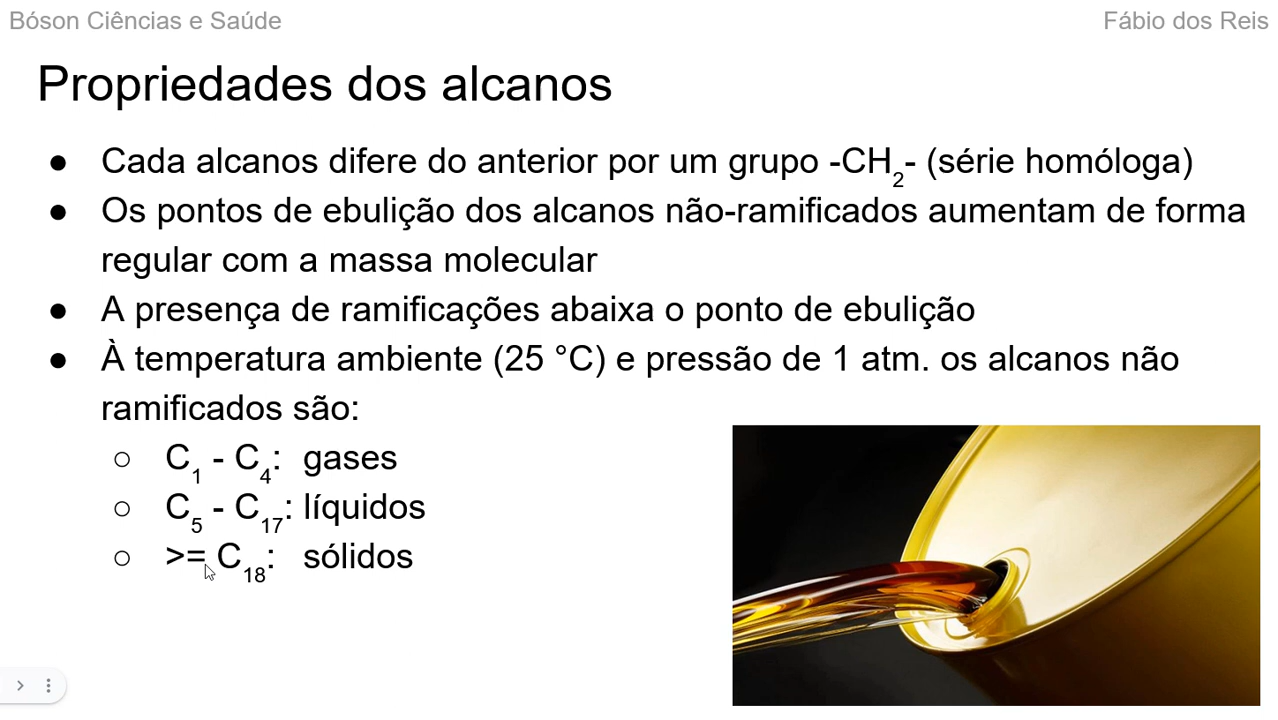 Bóson Ciências e Saúde
Fábio dos Reis
Propriedades dos alcanos
● Cada alcanos difere do anterior por um grupo -CH₂- (série homóloga)
● Os pontos de ebulição dos alcanos não-ramificados aumentam de forma
regular com a massa molecular
● A presença de ramificações abaixa o ponto de ebulição
● À temperatura ambiente (25 °C) e pressão de 1 atm. os alcanos não
ramificados são:
○ C₁ - C₄: gases
○ C₅ - C₁₇: líquidos
○ >= C₁₈: sólidos